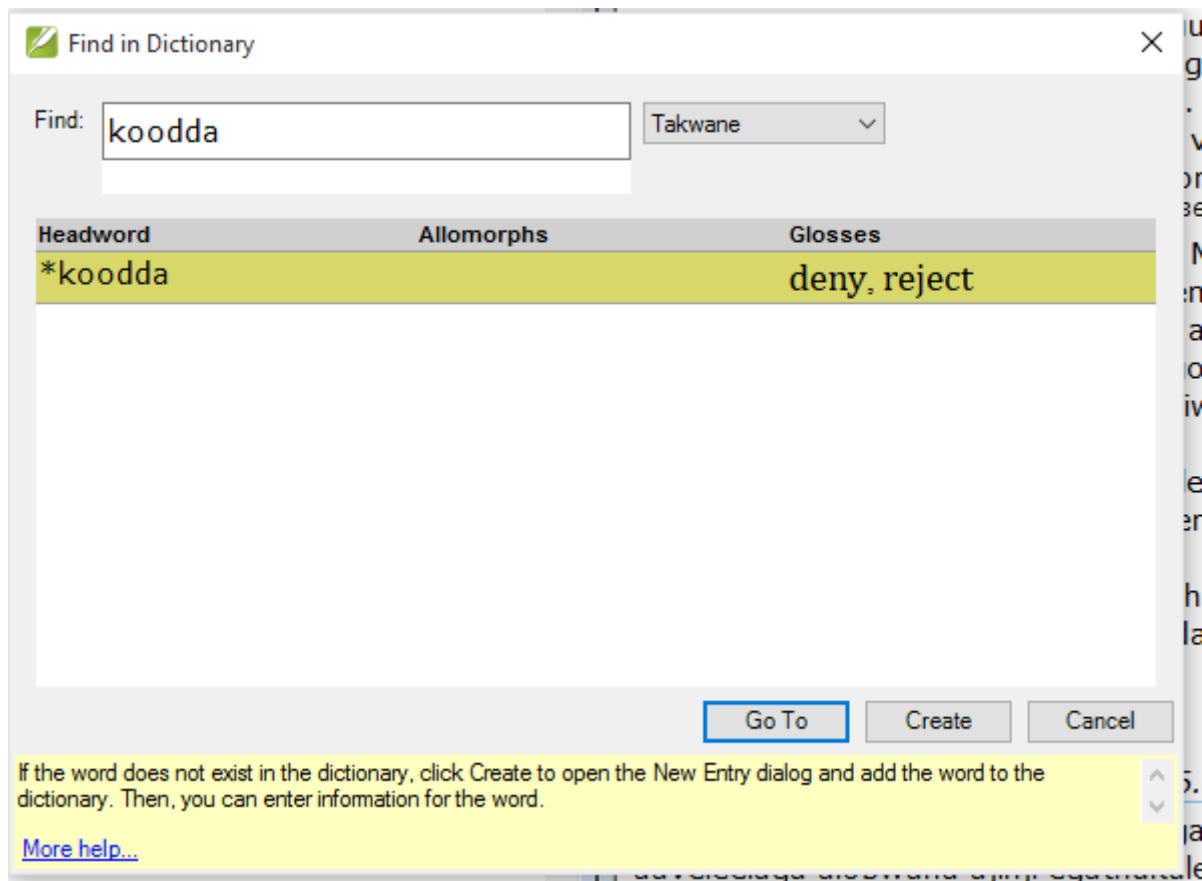 Find in Dictionary
Find: koodda Takwane
Headword Allomorphs Glosses
*koodda deny, reject
Go To Create Cancel
If the word does not exist in the dictionary, click Create to open the New Entry dialog and add the word to the
dictionary. Then, you can enter information for the word.
More help...